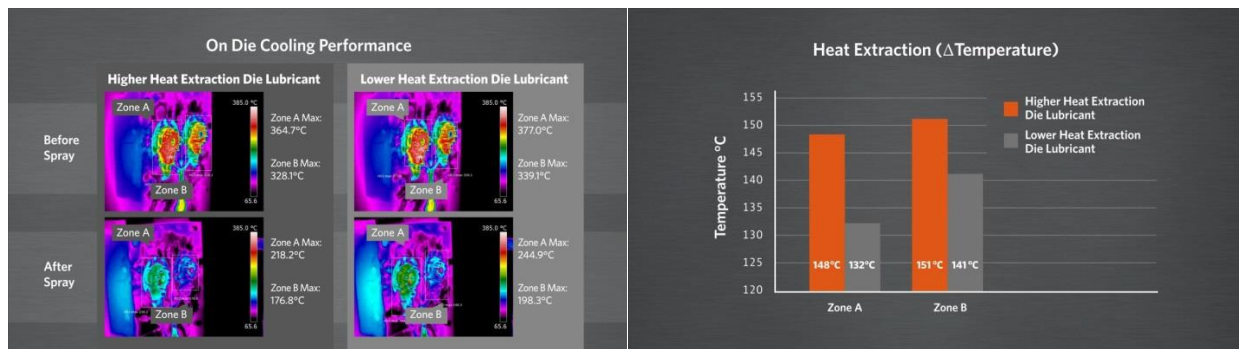 On Die Cooling Performance
Higher Heat Extraction Die Lubricant
Lower Heat Extraction Die Lubricant
Before
Spray
Zone A
Zone B
385.0 °C
65.6
Zone A Max:
364.7°C
Zone B Max:
328.1°C
Zone A
Zone B
385.0 °C
65.6
Zone A Max:
377.0°C
Zone B Max:
339.1°C
After
Spray
Zone A
Zone B
385.0 °C
65.6
Zone A Max:
218.2°C
Zone B Max:
176.8°C
Zone A
Zone B
385.0 °C
65.6
Zone A Max:
244.9°C
Zone B Max:
198.3°C
Heat Extraction (ΔTemperature)
Temperature °C
155
150
145
140
135
130
125
120
148°C
132°C
151°C
141°C
Zone A
Zone B
Higher Heat Extraction
Die Lubricant
Lower Heat Extraction
Die Lubricant